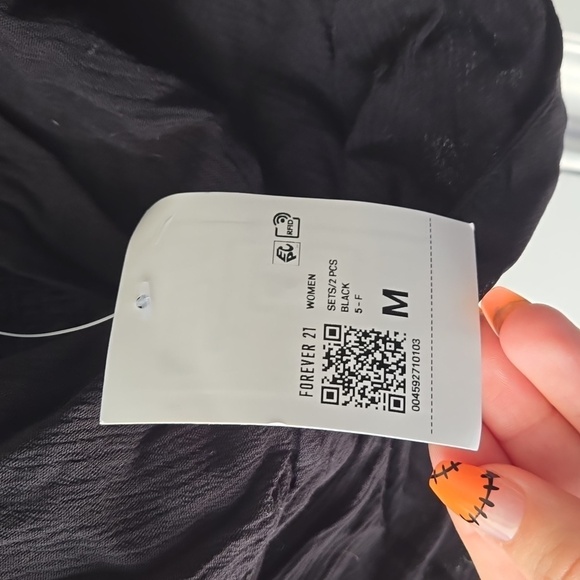 RFID
FOREVER 21
WOMEN
SETS/2 PCS
BLACK
5 - F
M
004592710103